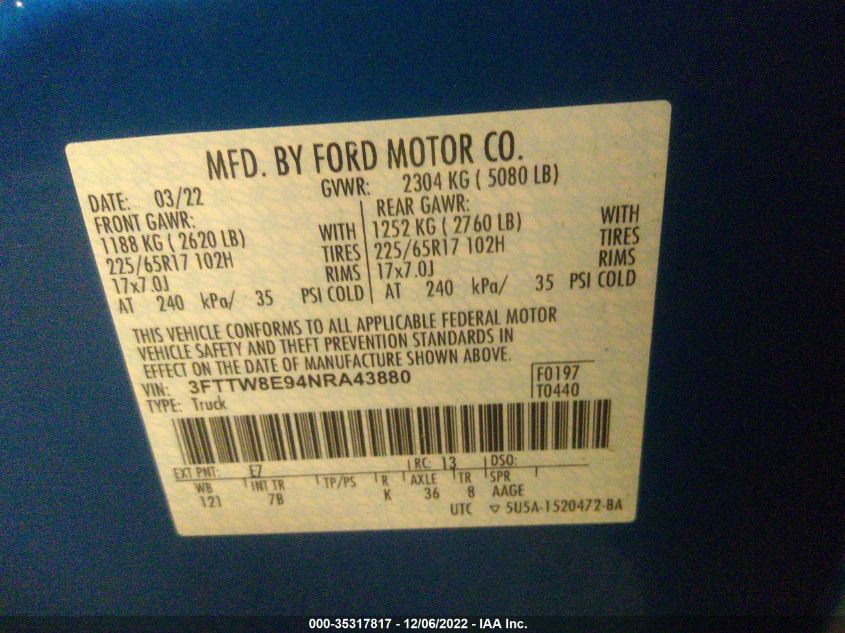 MFD. BY FORD MOTOR CO.
DATE: 03/22 GVWR: 2304 KG ( 5080 LB)
FRONT GAWR: REAR GAWR:
1188 KG ( 2620 LB) WITH 1252 KG ( 2760 LB) WITH
225/65R17 102H TIRES 225/65R17 102H TIRES
17x7.0J RIMS 17x7.0J RIMS
AT 240 kPa/ 35 PSI COLD AT 240 kPa/ 35 PSI COLD
THIS VEHICLE CONFORMS TO ALL APPLICABLE FEDERAL MOTOR
VEHICLE SAFETY AND THEFT PREVENTION STANDARDS IN
EFFECT ON THE DATE OF MANUFACTURE SHOWN ABOVE.
VIN: 3FTTW8E94NRA43880 F0197
TYPE: Truck T0440
EXT PNT: E7 RC: 13 DSO:
WB INT TR TP/PS R AXLE TR SPR
121 7B K 36 8 AAGE
UTC ▽ 5U5A-1520472-BA
000-35317817 - 12/06/2022 - IAA Inc.